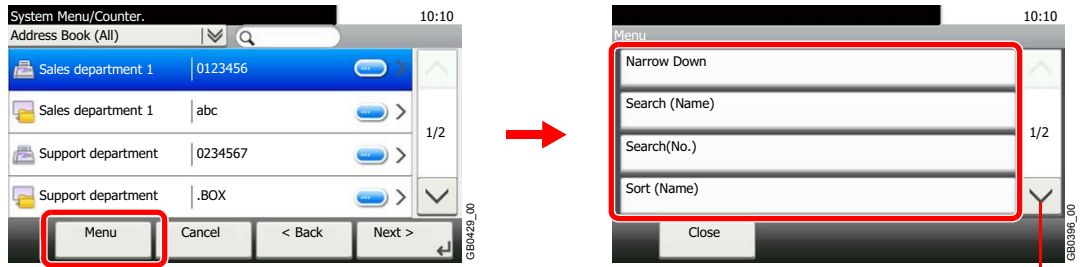 System Menu/Counter. 10:10
Address Book (All)
Sales department 1 0123456
Sales department 1 abc
1/2
Support department 0234567
Support department .BOX
Menu Cancel < Back Next >
GB0429_00
10:10
Menu
Narrow Down
Search (Name)
1/2
Search(No.)
Sort (Name)
Close
GB0396_00